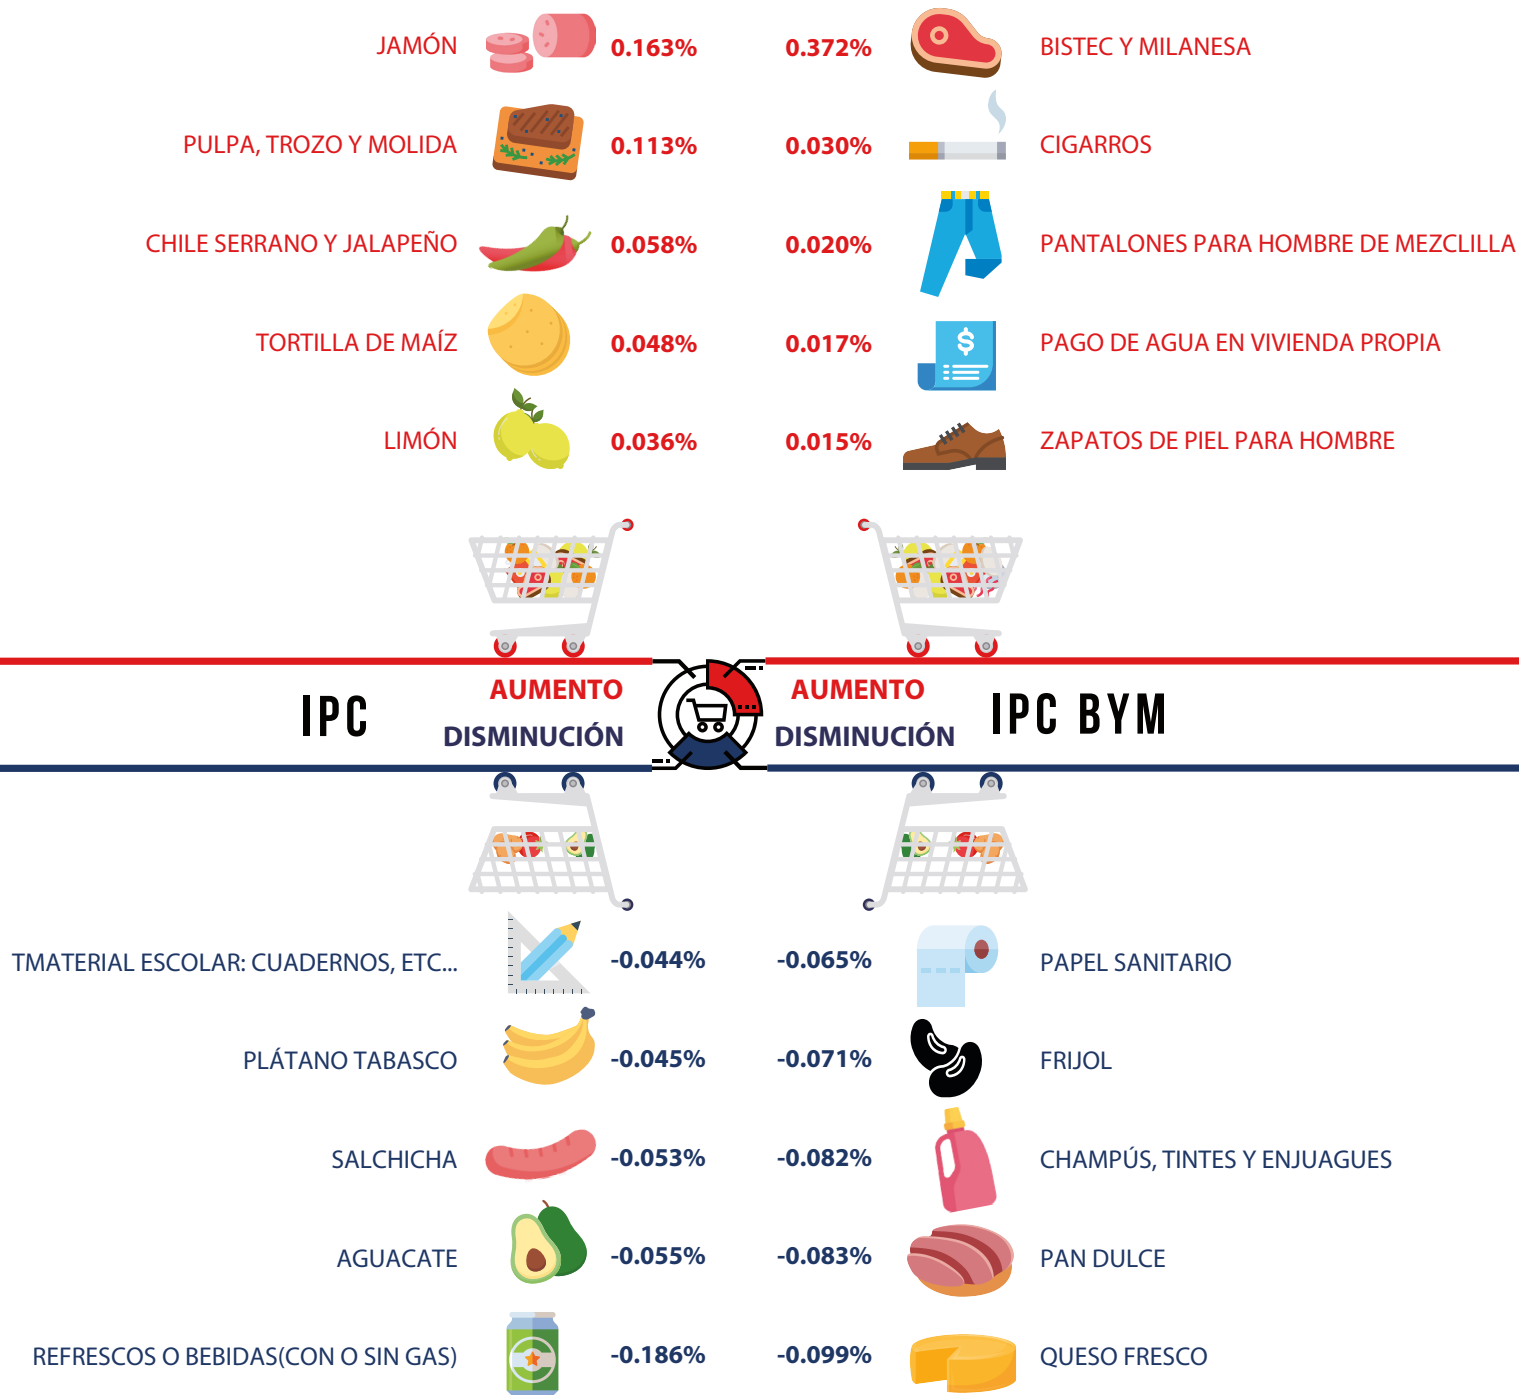 JAMÓN 0.163% 0.372% BISTEC Y MILANESA
PULPA, TROZO Y MOLIDA 0.113% 0.030% CIGARROS
CHILE SERRANO Y JALAPEÑO 0.058% 0.020% PANTALONES PARA HOMBRE DE MEZCLILLA
TORTILLA DE MAÍZ 0.048% 0.017% $ PAGO DE AGUA EN VIVIENDA PROPIA
LIMÓN 0.036% 0.015% ZAPATOS DE PIEL PARA HOMBRE
IPC AUMENTO AUMENTO IPC BYM
DISMINUCIÓN DISMINUCIÓN
TMATERIAL ESCOLAR: CUADERNOS, ETC... -0.044% -0.065% PAPEL SANITARIO
PLÁTANO TABASCO -0.045% -0.071% FRIJOL
SALCHICHA -0.053% -0.082% CHAMPÚS, TINTES Y ENJUAGUES
AGUACATE -0.055% -0.083% PAN DULCE
REFRESCOS O BEBIDAS(CON O SIN GAS) -0.186% -0.099% QUESO FRESCO